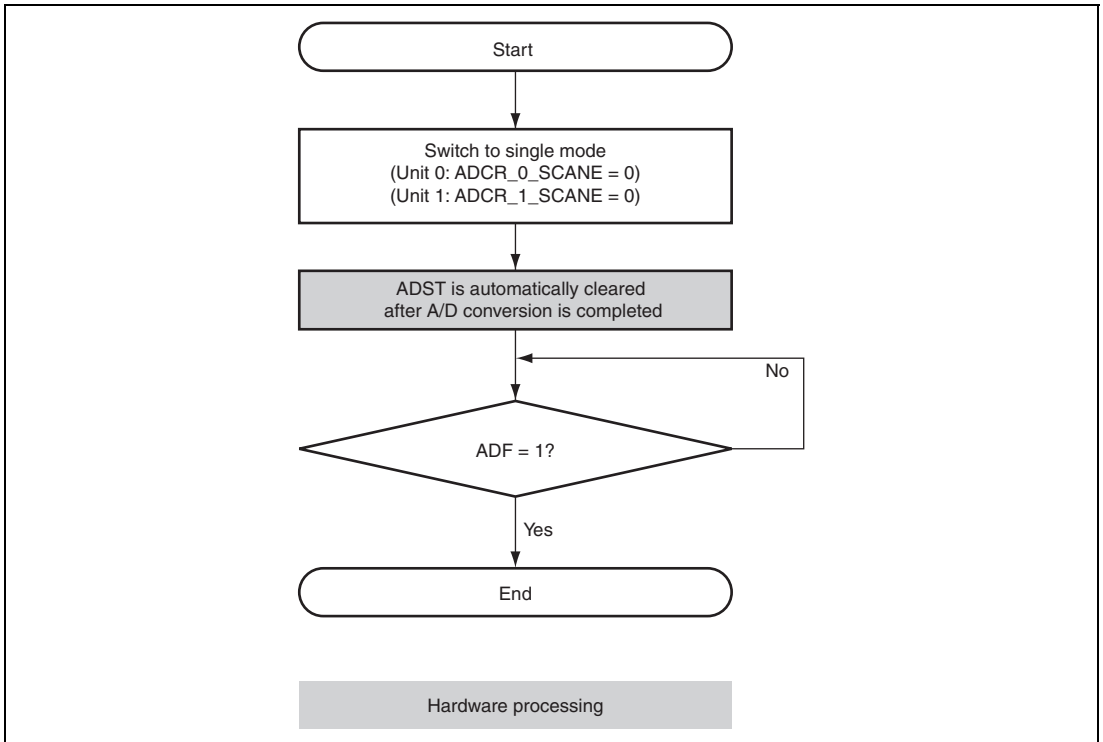 Start
Switch to single mode
(Unit 0: ADCR_0_SCANE = 0)
(Unit 1: ADCR_1_SCANE = 0)
ADST is automatically cleared
after A/D conversion is completed
No
ADF = 1?
Yes
End
Hardware processing